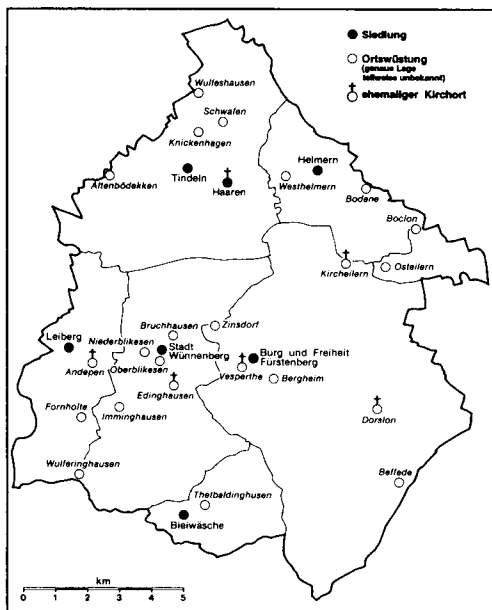 Siedlung
Ortswüstung
(genaue Lage
teilweise unbekannt)
ehemaliger Kirchort
Wulfeshausen
Schwafen
Knickenhagen
Altenbödekken
Tindeln
Haaren
Helmern
Westhelmern
Bodene
Boclon
Kircheilern
Osteilern
Bruchhausen
Zinsdorf
Leiberg
Niederblikesen
Stadt
Wünnenberg
Andepen
Oberblikesen
Edinghausen
Burg und Freiheit
Fürstenberg
Vesperthe
Bergheim
Fornholte
Imminghausen
Dorslon
Wulferinghausen
Beffede
Thetbaldinghusen
Bleiwäsche
km
0 1 2 3 4 5